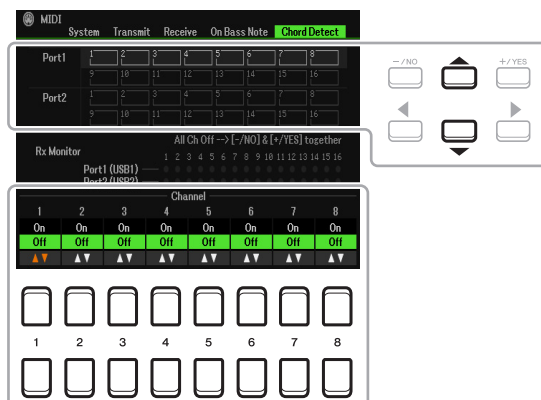 MIDI
System Transmit Receive On Bass Note Chord Detect
Port1 1 2 3 4 5 6 7 8
9 10 11 12 13 14 15 16
Port2 1 2 3 4 5 6 7 8
9 10 11 12 13 14 15 16
-/NO +/YES
All Ch Off --> [-/NO] & [+/YES] together
Rx Monitor 1 2 3 4 5 6 7 8 9 10 11 12 13 14 15 16
Port1 (USB1)
Port2 (USB2)
Channel
1 2 3 4 5 6 7 8
On On On On On On On On
Off Off Off Off Off Off Off Off
1 2 3 4 5 6 7 8